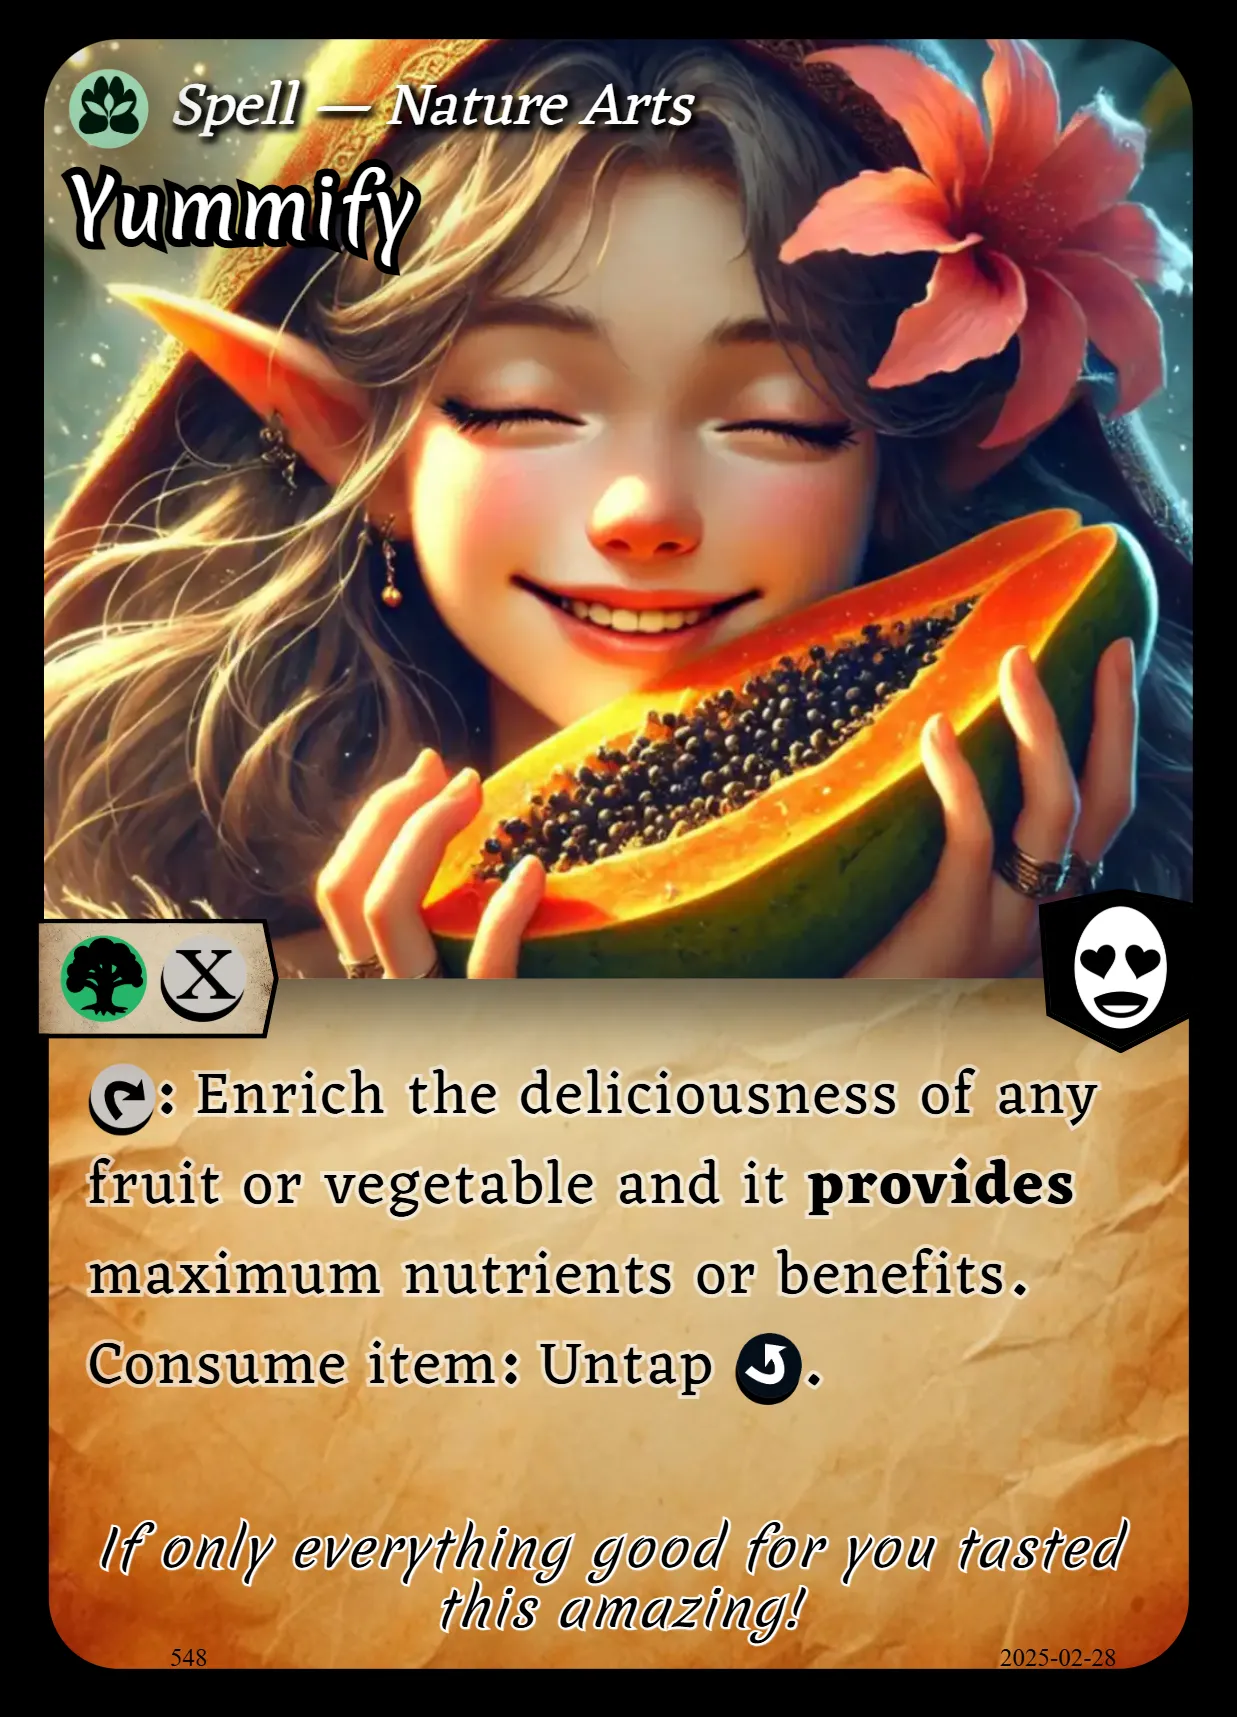 Spell — Nature Arts
Yummify
X
: Enrich the deliciousness of any
fruit or vegetable and it provides
maximum nutrients or benefits.
Consume item: Untap .
If only everything good for you tasted
this amazing!
548 2025-02-28